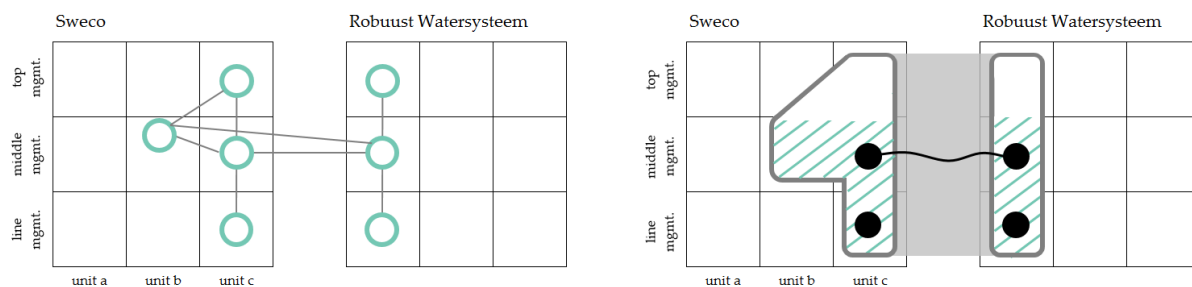 Sweco
Robuust Watersysteem
top
mgmt.
middle
mgmt.
line
mgmt.
unit a
unit b
unit c
Sweco
Robuust Watersysteem
top
mgmt.
middle
mgmt.
line
mgmt.
unit a
unit b
unit c